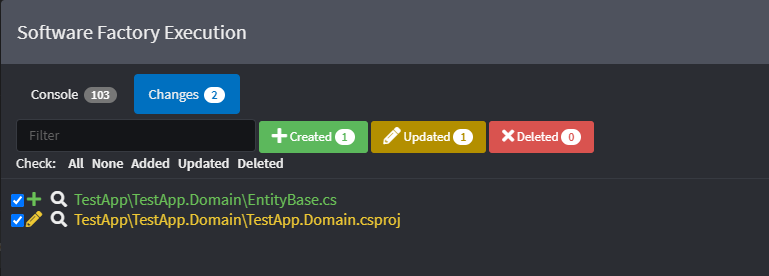 Software Factory Execution
Console 103 Changes 2
Filter Created 1 Updated 1 Deleted 0
Check: All None Added Updated Deleted
TestApp\TestApp.Domain\EntityBase.cs
TestApp\TestApp.Domain\TestApp.Domain.csproj